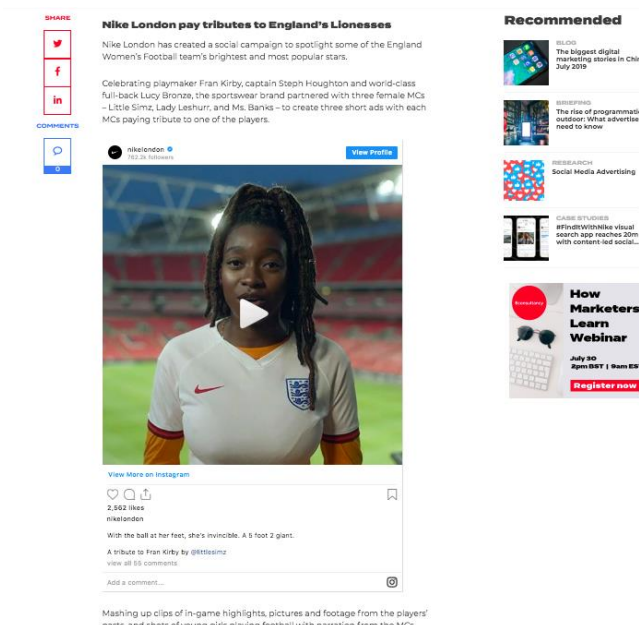 SHARE
COMMENTS
0
Nike London pay tributes to England's Lionesses
Nike London has created a social campaign to spotlight some of the England
Women's Football team's brightest and most popular stars.
Celebrating playmaker Fran Kirby, captain Steph Houghton and world-class
full-back Lucy Bronze, the sportswear brand partnered with three female MCs
– Little Simz, Lady Leshurr, and Ms. Banks – to create three short ads with each
MCs paying tribute to one of the players.
nikelondon
762.2k followers
View Profile
View More on Instagram
2,562 likes
nikelondon
With the ball at her feet, she's invincible. A 5 foot 2 giant.
A tribute to Fran Kirby by @littlesimz
view all 55 comments
Add a comment...
Mashing up clips of in-game highlights, pictures and footage from the players'
Recommended
BLOG
The biggest digital
marketing stories in
July 2019
BRIEFING
The rise of
outdoor: What
need to know
RESEARCH
Social Media Advertising
CASE STUDIES
#FindItWithNike visual
search app reaches 20m
with content-led social...
Econsultancy
How
Marketers
Learn
Webinar
July 30
2pm BST | 9am
Register now